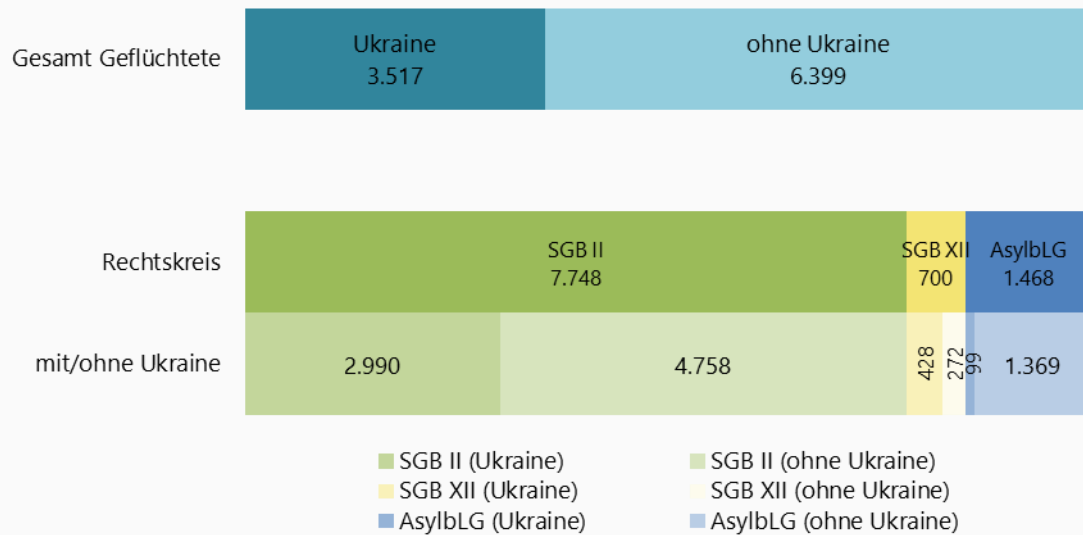 Gesamt Geflüchtete
Ukraine
3.517
ohne Ukraine
6.399
Rechtskreis
SGB II
7.748
SGB XII
700
AsylbLG
1.468
mit/ohne Ukraine
2.990
4.758
428
272
99
1.369
SGB II (Ukraine)
SGB II (ohne Ukraine)
SGB XII (Ukraine)
SGB XII (ohne Ukraine)
AsylbLG (Ukraine)
AsylbLG (ohne Ukraine)